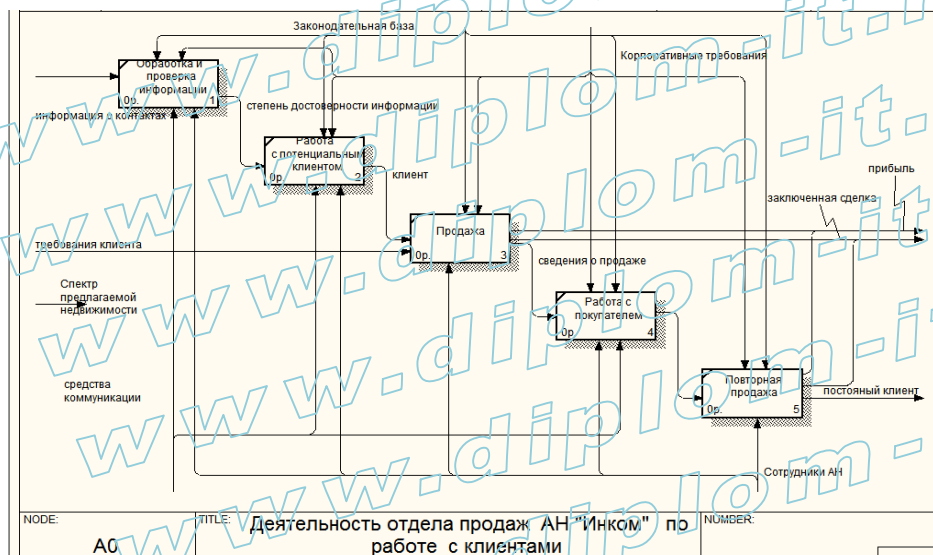 Законодательная база
Корпоративные требования
Обработка и
проверка
информации
0р.
1
степень достоверности информации
информация о контактах
Работа
с потенциальным
клиентом
0р.
2
клиент
прибыль
заключенная сделка
Продажа
0р.
3
требования клиента
сведения о продаже
Спектр
предлагаемой
недвижимости
Работа с
покупателем
0р.
4
средства
коммуникации
Повторная
продажа
0р.
5
постояный клиент
Сотрудники АН
NODE:
TITLE:
NUMBER:
A0
Деятельность отдела продаж АН "Инком" по
работе с клиентами
www.diplom-it.ru